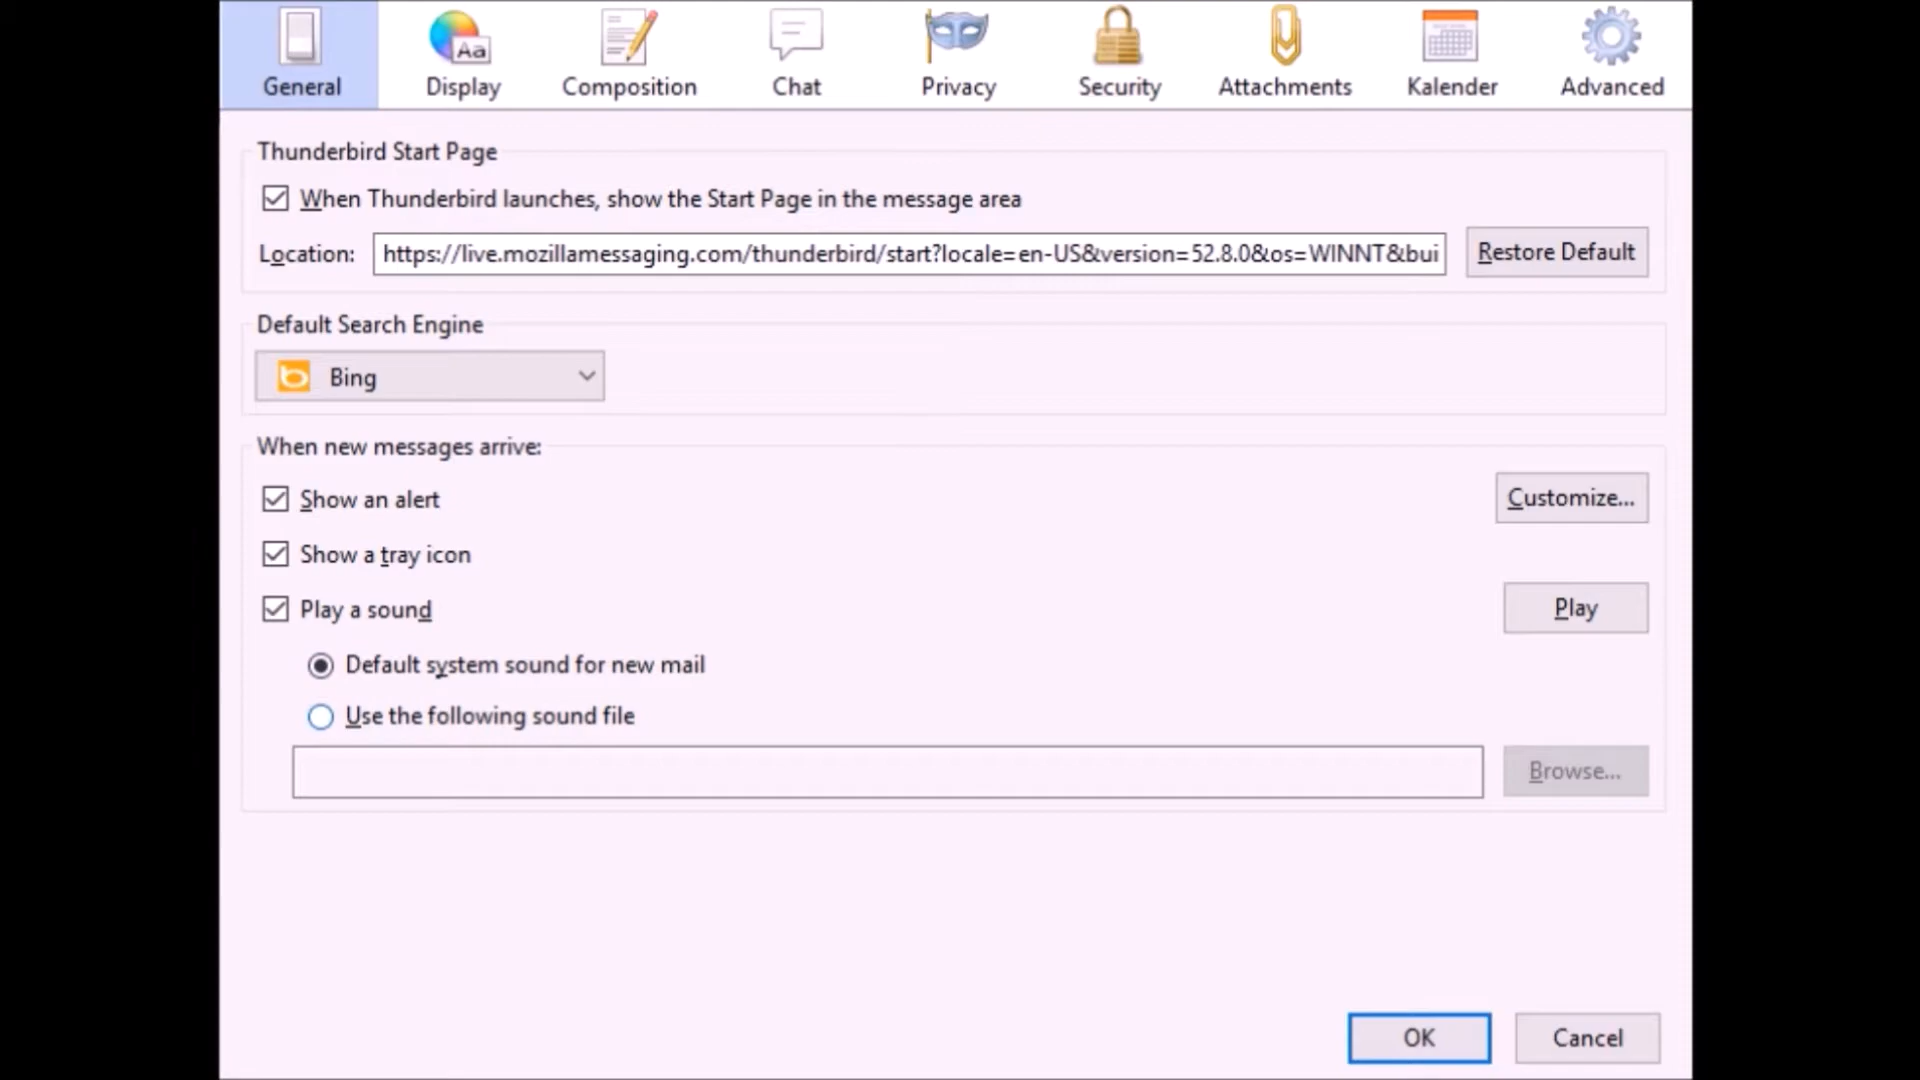 General Display Composition Chat Privacy Security Attachments Kalender Advanced
Thunderbird Start Page
When Thunderbird launches, show the Start Page in the message area
Location: https://live.mozillamessaging.com/thunderbird/start?locale=en-US&version=52.8.0&os=WINNT&bui Restore Default
Default Search Engine
Bing
When new messages arrive:
Show an alert Customize...
Show a tray icon
Play a sound Play
Default system sound for new mail
Use the following sound file
Browse...
OK Cancel